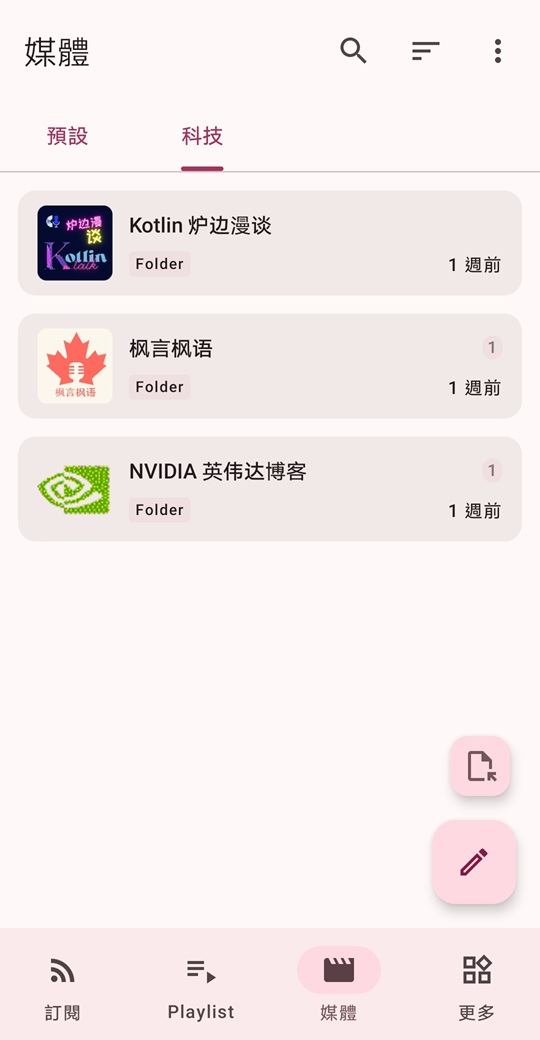 媒體
預設
科技
炉边漫
谈
Kotlin
talk
Kotlin 炉边漫谈
Folder
1 週前
枫言枫语
枫言枫语
1
Folder
1 週前
NVIDIA 英伟达博客
1
Folder
1 週前
訂閱
Playlist
媒體
更多